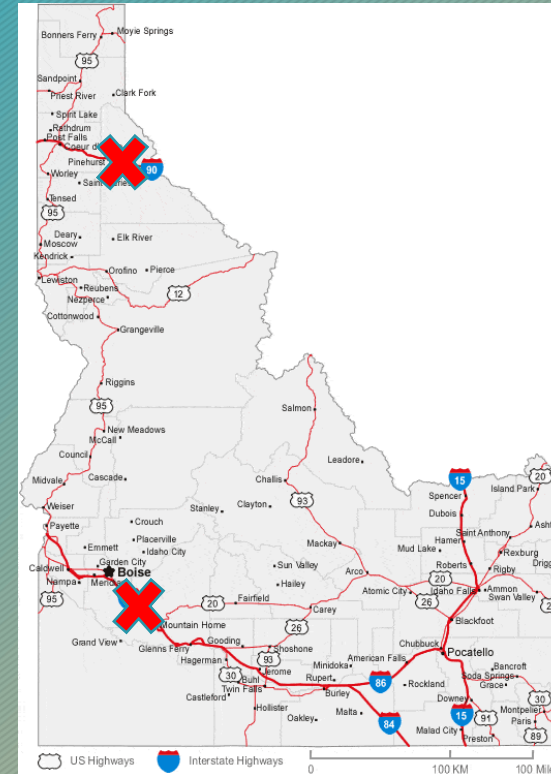 Bonners Ferry
Moyie Springs
95
Sandpoint
Priest River
Clark Fork
Spirit Lake
Rathdrum
Post Falls
Coeur
Pinehurst
90
Worley
Saint
Tensed
95
Deary
Elk River
Moscow
Kendrick
Orofino
Pierce
Lewiston
Reubens
12
Nezperce
Cottonwood
Grangeville
Riggins
Salmon
95
New Meadows
McCall
Leadore
Council
Challis
15
20
Midvale
Cascade
Spencer
Island Park
Stanley
Clayton
93
Weiser
Dubois
Payette
Crouch
Saint Anthony
Placerville
Mackay
Hamer
Emmett
Idaho City
Mud Lake
Rexburg
Garden City
Sun Valley
Roberts
Rigby
Caldwell
Boise
Arco
20
Nampa
Hailey
Atomic City
Idaho Falls
Ammon
95
20
Fairfield
26
Swan Valley
Carey
Mountain Home
26
Blackfoot
Grand View
Gooding
Shoshone
Chubbuck
Glenns Ferry
American Falls
Pocatello
Hagerman
93
Minidoka
Bancroft
30
Jerome
Rupert
86
Soda Springs
Buhl
Rockland
Grace
Twin Falls
Burley
Castleford
Downey
30
Hollister
Malta
84
15
91
Montpelier
Oakley
Paris
Malad City
Preston
89
US Highways
Interstate Highways
0
100 KM